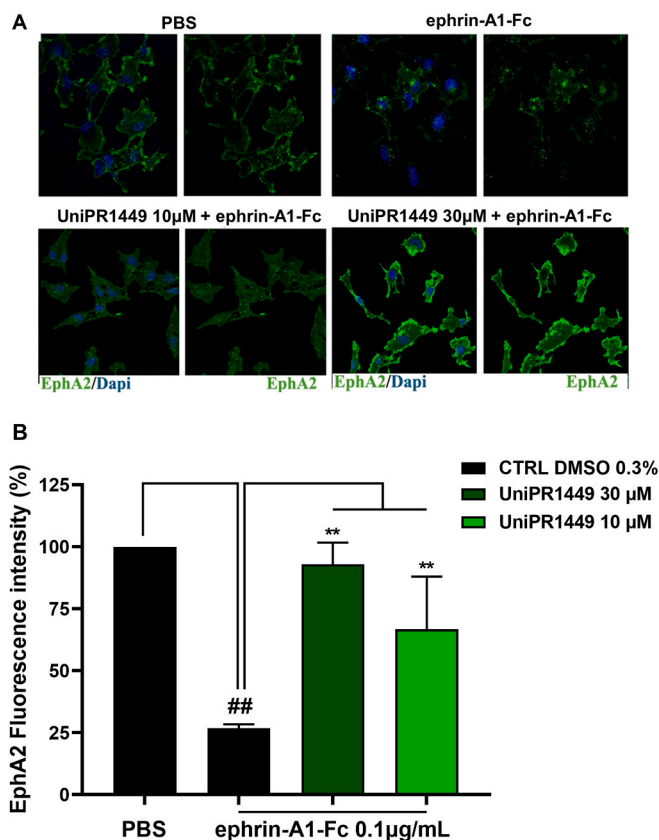 A
PBS
ephrin-A1-Fc
UniPR1449 10µM + ephrin-A1-Fc
UniPR1449 30µM + ephrin-A1-Fc
EphA2/Dapi
EphA2
EphA2/Dapi
EphA2
B
EphA2 Fluorescence intensity (%)
125
100
75
50
25
0
##
**
**
CTRL DMSO 0.3%
UniPR1449 30 µM
UniPR1449 10 µM
PBS
ephrin-A1-Fc 0.1µg/mL